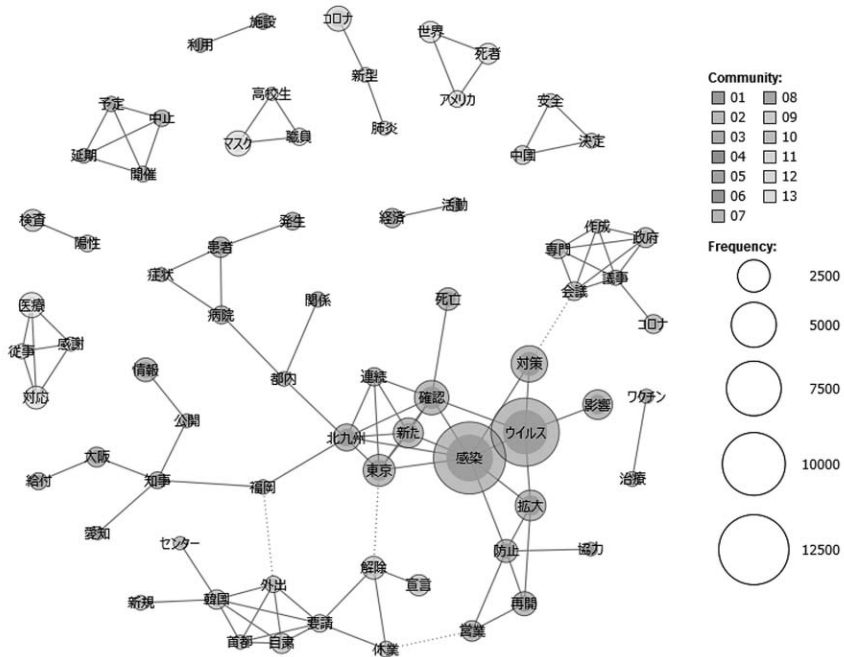 コロナ
施設
世界
利用
死者
新型
アメリカ
高校生
安全
予定
中止
肺炎
マスク
職員
決定
延期
中国
開催
活動
検査
発生
経済
作成
陽性
患者
専門
政府
症状
議事
会議
関係
死亡
医療
病院
コロナ
感謝
従事
対策
情報
都内
連続
対応
確認
ワクチン
影響
公開
新た
ウイルス
北九州
大阪
感染
東京
給付
知事
福岡
治療
拡大
愛知
センター
防止
協力
解除
外出
宣言
新規
韓國
再開
要請
営業
首都
自粛
休業
Community:
01 08
02 09
03 10
04 11
05 12
06 13
07
Frequency:
2500
5000
7500
10000
12500